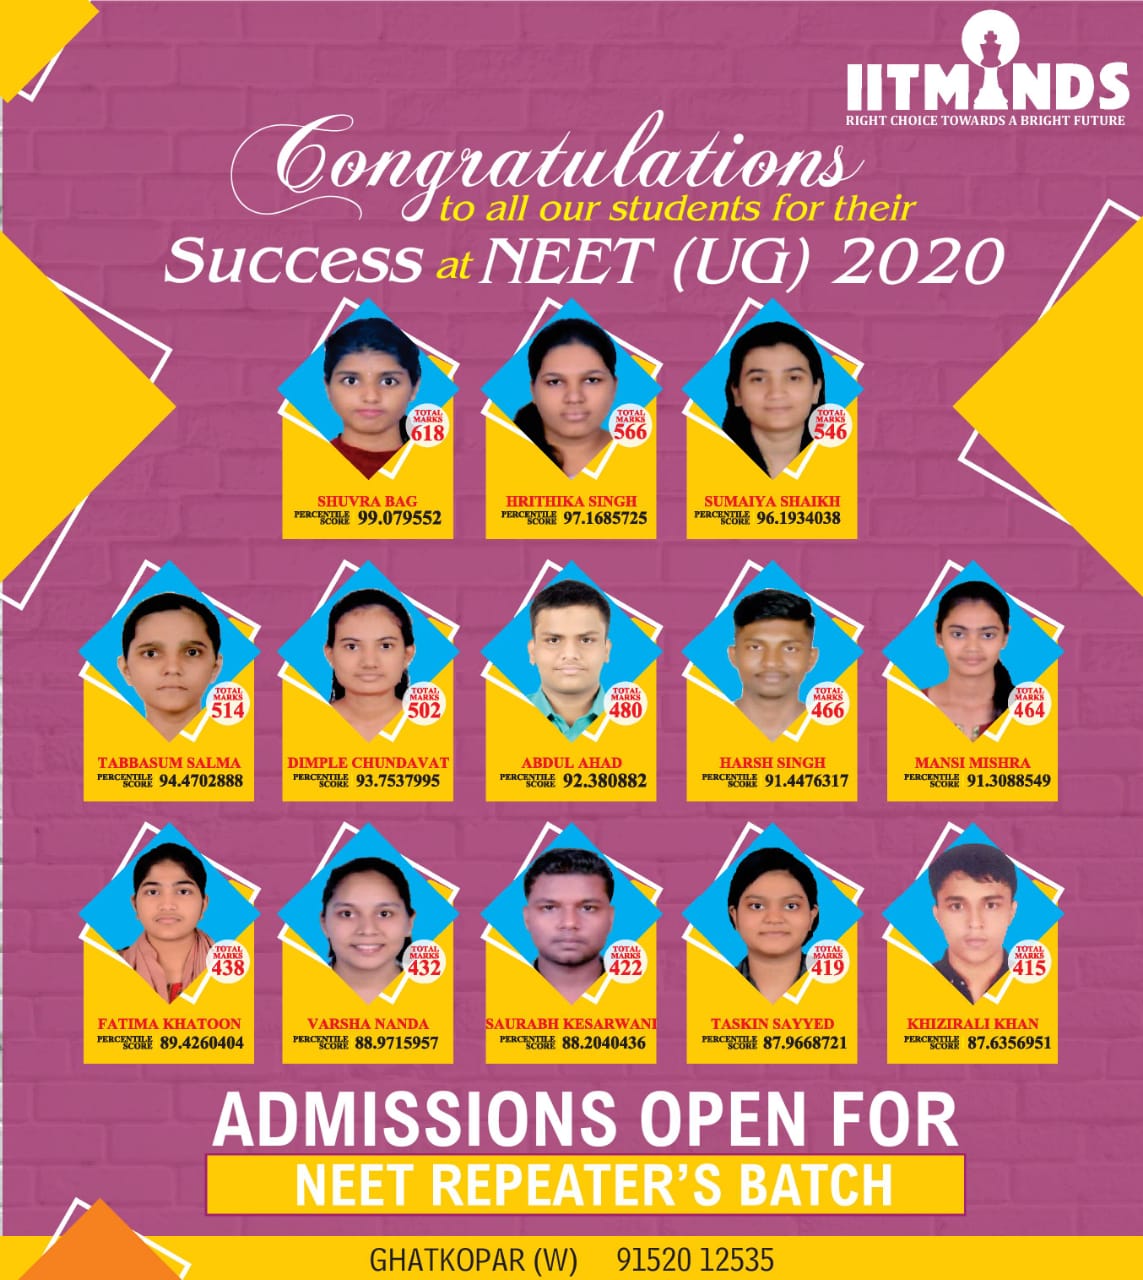 IITMINDS
RIGHT CHOICE TOWARDS A BRIGHT FUTURE
Congratulations
to all our students for their
Success at NEET (UG) 2020
TOTAL MARKS 618
SHUVRA BAG
PERCENTILE SCORE 99.079552
TOTAL MARKS 566
HRITHIKA SINGH
PERCENTILE SCORE 97.1685725
TOTAL MARKS 546
SUMAIYA SHAIKH
PERCENTILE SCORE 96.1934038
TOTAL MARKS 514
TABBASUM SALMA
PERCENTILE SCORE 94.4702888
TOTAL MARKS 502
DIMPLE CHUNDAVAT
PERCENTILE SCORE 93.7537995
TOTAL MARKS 480
ABDUL AHAD
PERCENTILE SCORE 92.380882
TOTAL MARKS 466
HARSH SINGH
PERCENTILE SCORE 91.4476317
TOTAL MARKS 464
MANSI MISHRA
PERCENTILE SCORE 91.3088549
TOTAL MARKS 438
FATIMA KHATOON
PERCENTILE SCORE 89.4260404
TOTAL MARKS 432
VARSHA NANDA
PERCENTILE SCORE 88.9715957
TOTAL MARKS 422
SAURABH KESARWANI
PERCENTILE SCORE 88.2040436
TOTAL MARKS 419
TASKIN SAYYED
PERCENTILE SCORE 87.9668721
TOTAL MARKS 415
KHIZIRALI KHAN
PERCENTILE SCORE 87.6356951
ADMISSIONS OPEN FOR
NEET REPEATER'S BATCH
GHATKOPAR (W) 91520 12535